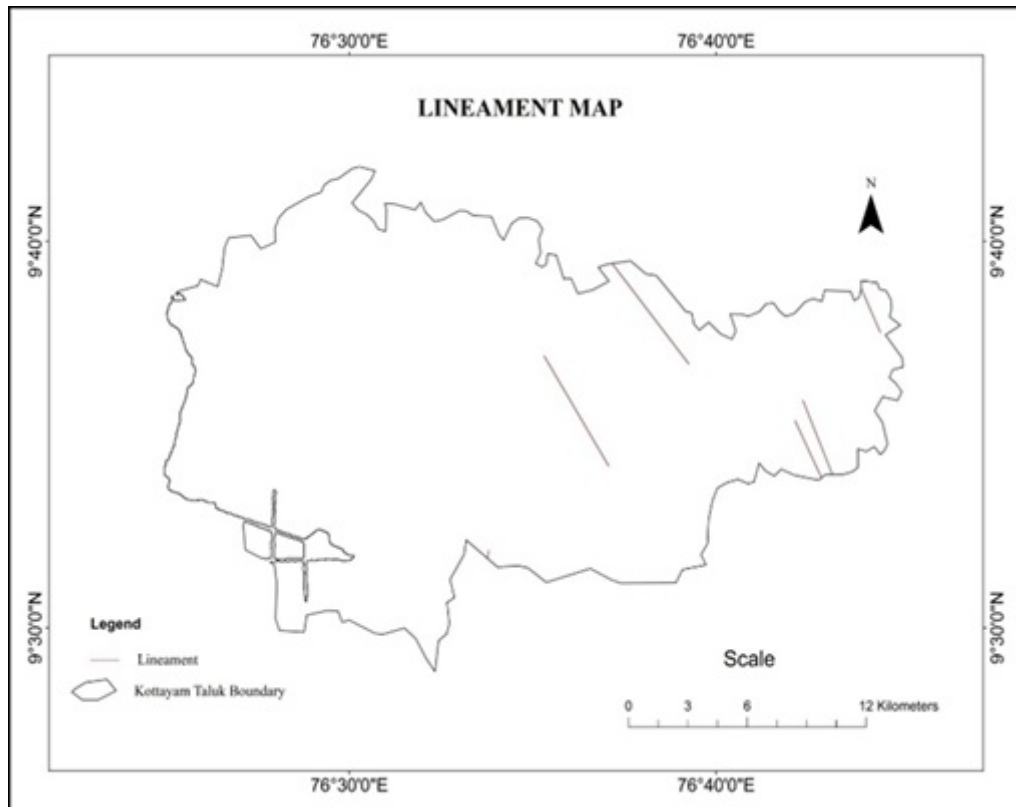 76°30'0"E 76°40'0"E
LINEAMENT MAP
N
9°40'0"N 9°40'0"N
9°30'0"N 9°30'0"N
Legend
Lineament
Kottayam Taluk Boundary
Scale
0 3 6 12 Kilometers
76°30'0"E 76°40'0"E